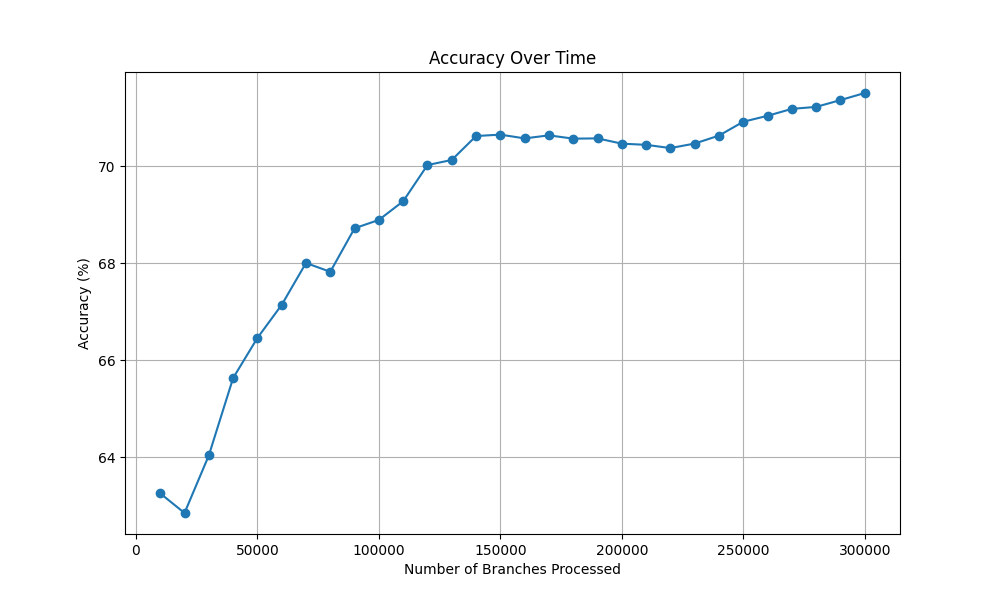 Accuracy Over Time
Accuracy (%)
70
68
66
64
0 50000 100000 150000 200000 250000 300000
Number of Branches Processed